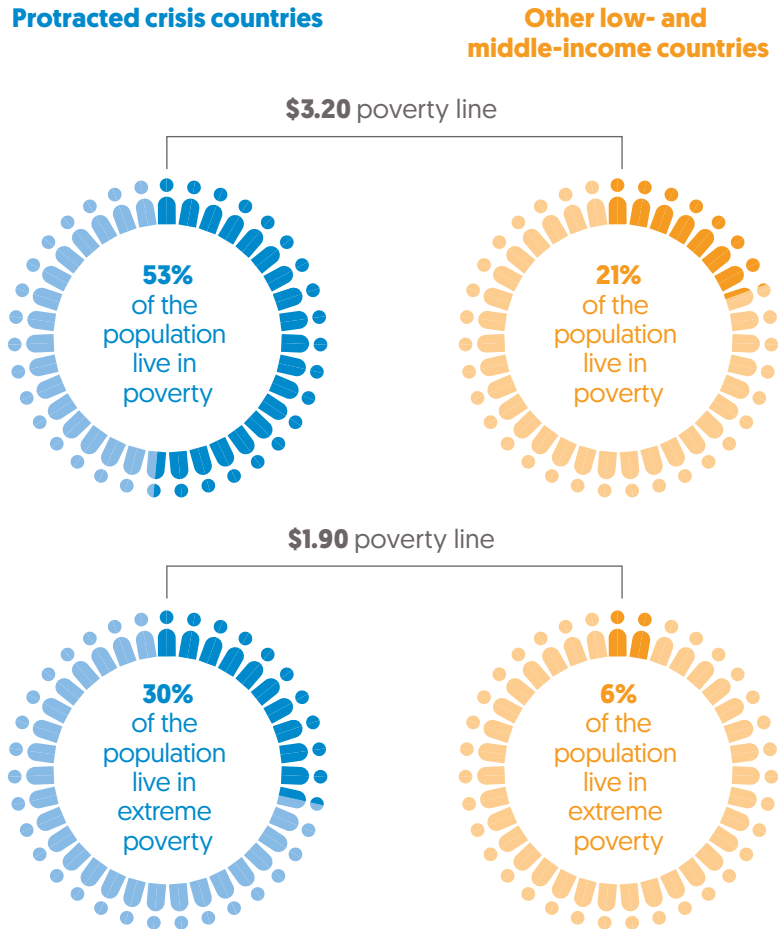 Protracted crisis countries
Other low- and
middle-income countries
$3.20 poverty line
53%
of the
population
live in
poverty
21%
of the
population
live in
poverty
$1.90 poverty line
30%
of the
population
live in
extreme
poverty
6%
of the
population
live in
extreme
poverty